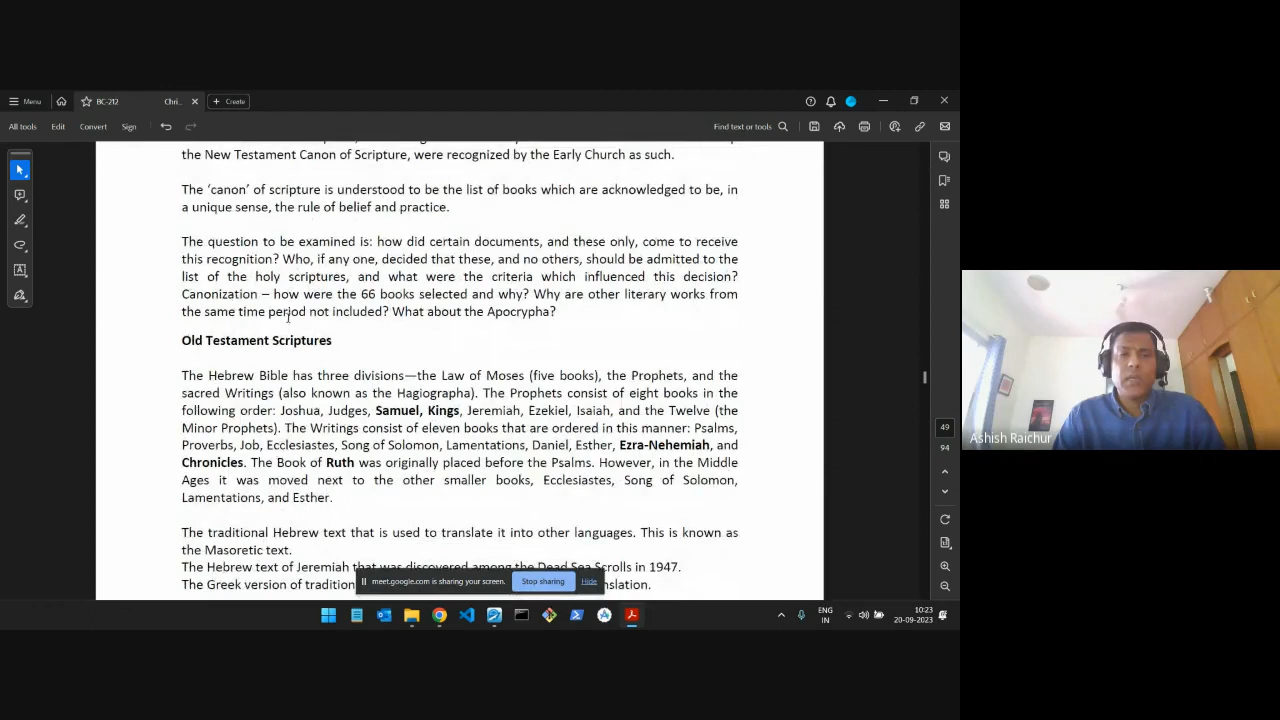 Menu
BC-212
Chri...
Create
All tools
Edit
Convert
Sign
Find text or tools
the New Testament Canon of Scripture, were recognized by the Early Church as such.
The ‘canon’ of scripture is understood to be the list of books which are acknowledged to be, in
a unique sense, the rule of belief and practice.
The question to be examined is: how did certain documents, and these only, come to receive
this recognition? Who, if any one, decided that these, and no others, should be admitted to the
list of the holy scriptures, and what were the criteria which influenced this decision?
Canonization – how were the 66 books selected and why? Why are other literary works from
the same time period not included? What about the Apocrypha?
Old Testament Scriptures
The Hebrew Bible has three divisions—the Law of Moses (five books), the Prophets, and the
sacred Writings (also known as the Hagiographa). The Prophets consist of eight books in the
following order: Joshua, Judges, Samuel, Kings, Jeremiah, Ezekiel, Isaiah, and the Twelve (the
Minor Prophets). The Writings consist of eleven books that are ordered in this manner: Psalms,
Proverbs, Job, Ecclesiastes, Song of Solomon, Lamentations, Daniel, Esther, Ezra-Nehemiah, and
Chronicles. The Book of Ruth was originally placed before the Psalms. However, in the Middle
Ages it was moved next to the other smaller books, Ecclesiastes, Song of Solomon,
Lamentations, and Esther.
The traditional Hebrew text that is used to translate it into other languages. This is known as
the Masoretic text.
The Hebrew text of Jeremiah that was discovered among the Dead Sea Scrolls in 1947.
The Greek version of tradition
meet.google.com is sharing your screen.
Stop sharing
Hide
49
94
ENG
IN
10:23
20-09-2023
Ashish Raichur